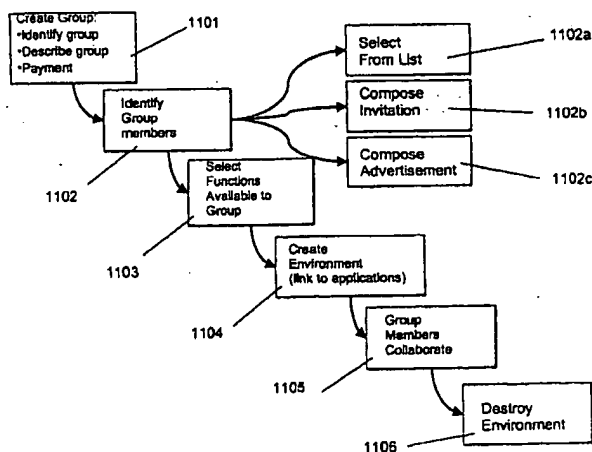 Create Group:
•Identify group
•Describe group
•Payment
1101
Identify
Group
members
1102
Select
From List
1102a
Compose
Invitation
1102b
Compose
Advertisement
1102c
Select
Functions
Available to
Group
1103
Create
Environment
(link to applications)
1104
Group
Members
Collaborate
1105
Destroy
Environment
1106